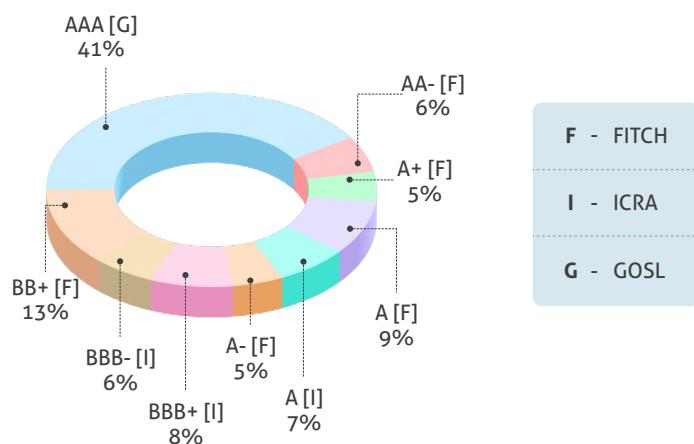 AAA [G]
41%
AA- [F]
6%
A+ [F]
5%
A [F]
9%
A [I]
7%
A- [F]
5%
BBB+ [I]
8%
BBB- [I]
6%
BB+ [F]
13%
F - FITCH
I - ICRA
G - GOSL